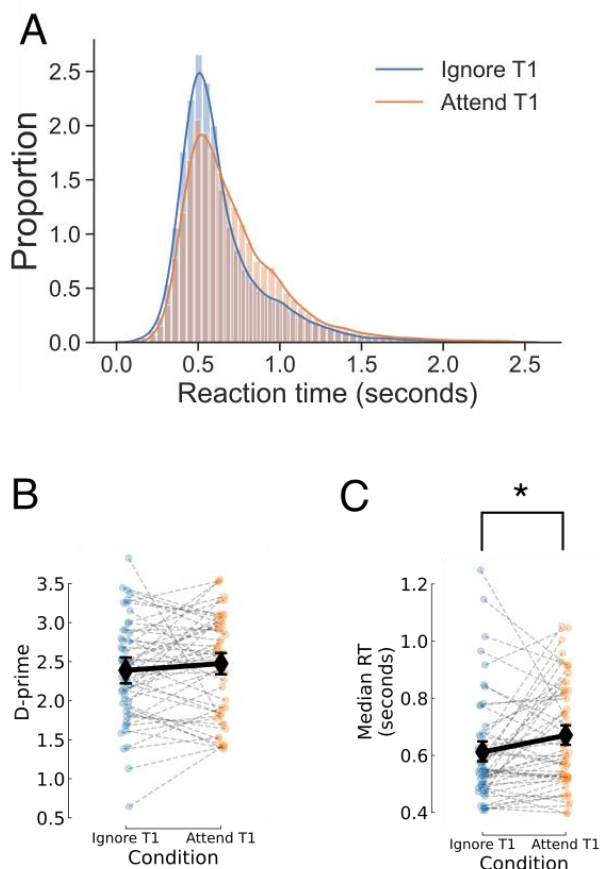 A
Proportion
2.5
2.0
1.5
1.0
0.5
0.0
Ignore T1
Attend T1
0.0 0.5 1.0 1.5 2.0 2.5
Reaction time (seconds)
B
D-prime
3.5
3.0
2.5
2.0
1.5
1.0
0.5
Ignore T1 Attend T1
Condition
C
*
Median RT
(seconds)
1.2
1.0
0.8
0.6
0.4
Ignore T1 Attend T1
Condition